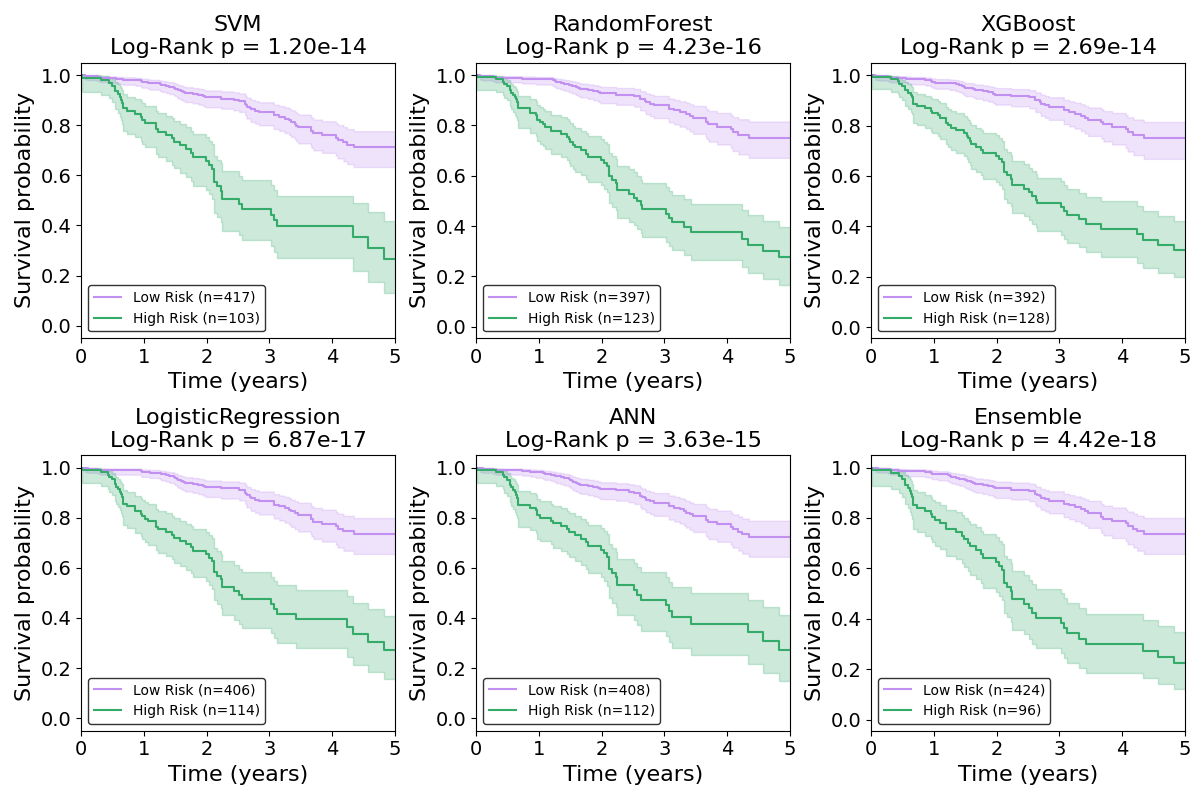 SVM
Log-Rank p = 1.20e-14
Survival probability
1.0
0.8
0.6
0.4
0.2
0.0
Low Risk (n=417)
High Risk (n=103)
0 1 2 3 4 5
Time (years)
RandomForest
Log-Rank p = 4.23e-16
Survival probability
1.0
0.8
0.6
0.4
0.2
0.0
Low Risk (n=397)
High Risk (n=123)
0 1 2 3 4 5
Time (years)
XGBoost
Log-Rank p = 2.69e-14
Survival probability
1.0
0.8
0.6
0.4
0.2
0.0
Low Risk (n=392)
High Risk (n=128)
0 1 2 3 4 5
Time (years)
LogisticRegression
Log-Rank p = 6.87e-17
Survival probability
1.0
0.8
0.6
0.4
0.2
0.0
Low Risk (n=406)
High Risk (n=114)
0 1 2 3 4 5
Time (years)
ANN
Log-Rank p = 3.63e-15
Survival probability
1.0
0.8
0.6
0.4
0.2
0.0
Low Risk (n=408)
High Risk (n=112)
0 1 2 3 4 5
Time (years)
Ensemble
Log-Rank p = 4.42e-18
Survival probability
1.0
0.8
0.6
0.4
0.2
0.0
Low Risk (n=424)
High Risk (n=96)
0 1 2 3 4 5
Time (years)